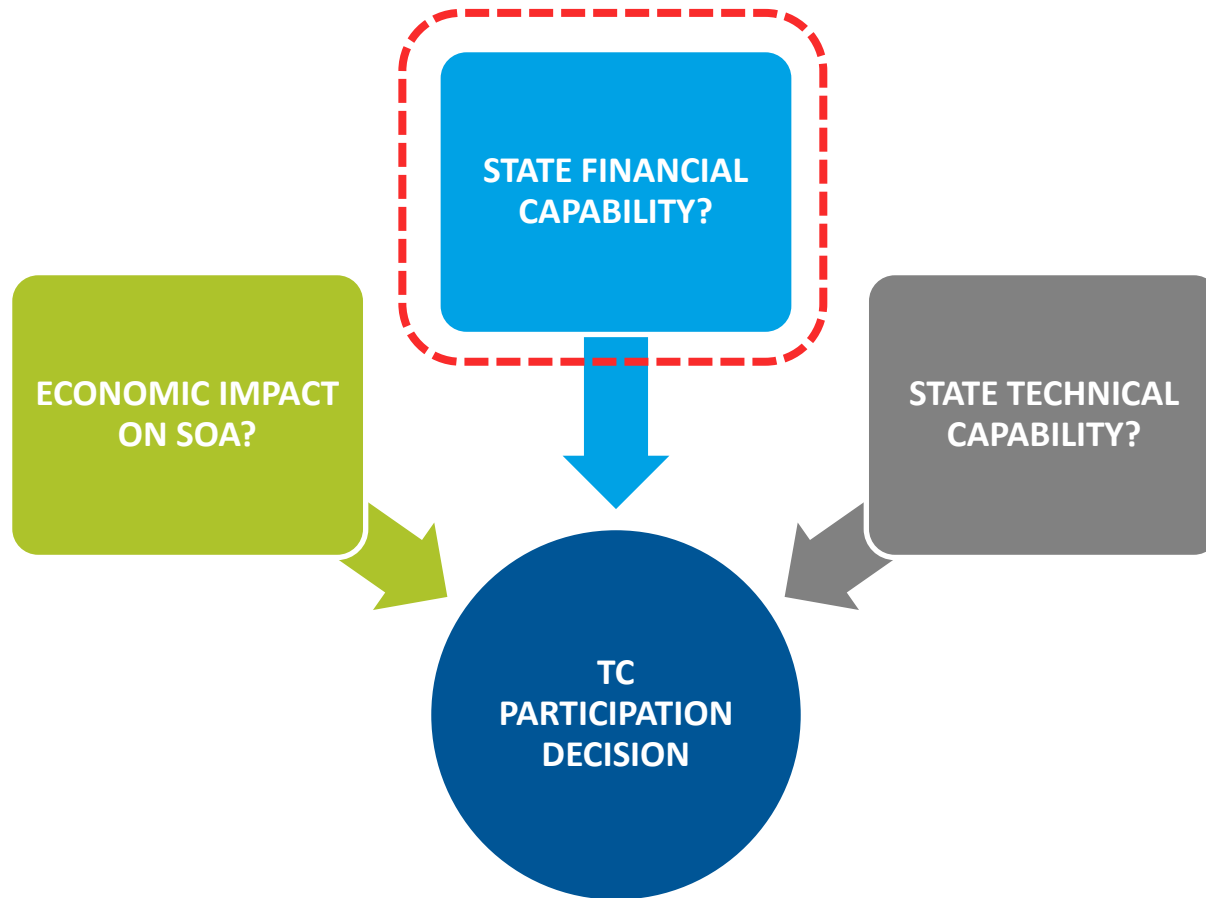 STATE FINANCIAL
CAPABILITY?
ECONOMIC IMPACT
ON SOA?
STATE TECHNICAL
CAPABILITY?
TC
PARTICIPATION
DECISION